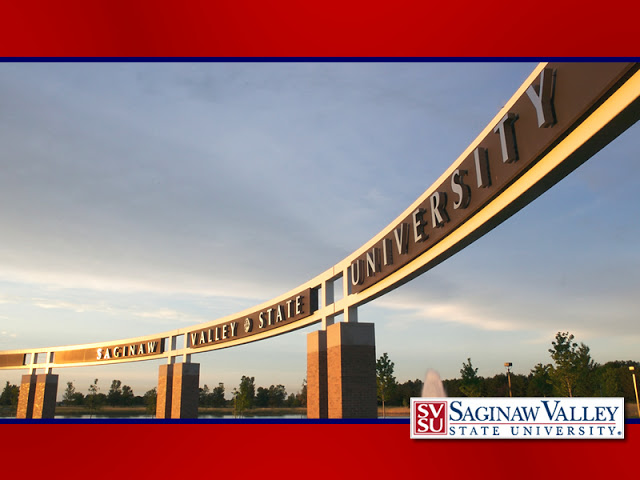 SAGINAW VALLEY STATE UNIVERSITY
SV
SU
SAGINAW VALLEY
STATE UNIVERSITY®